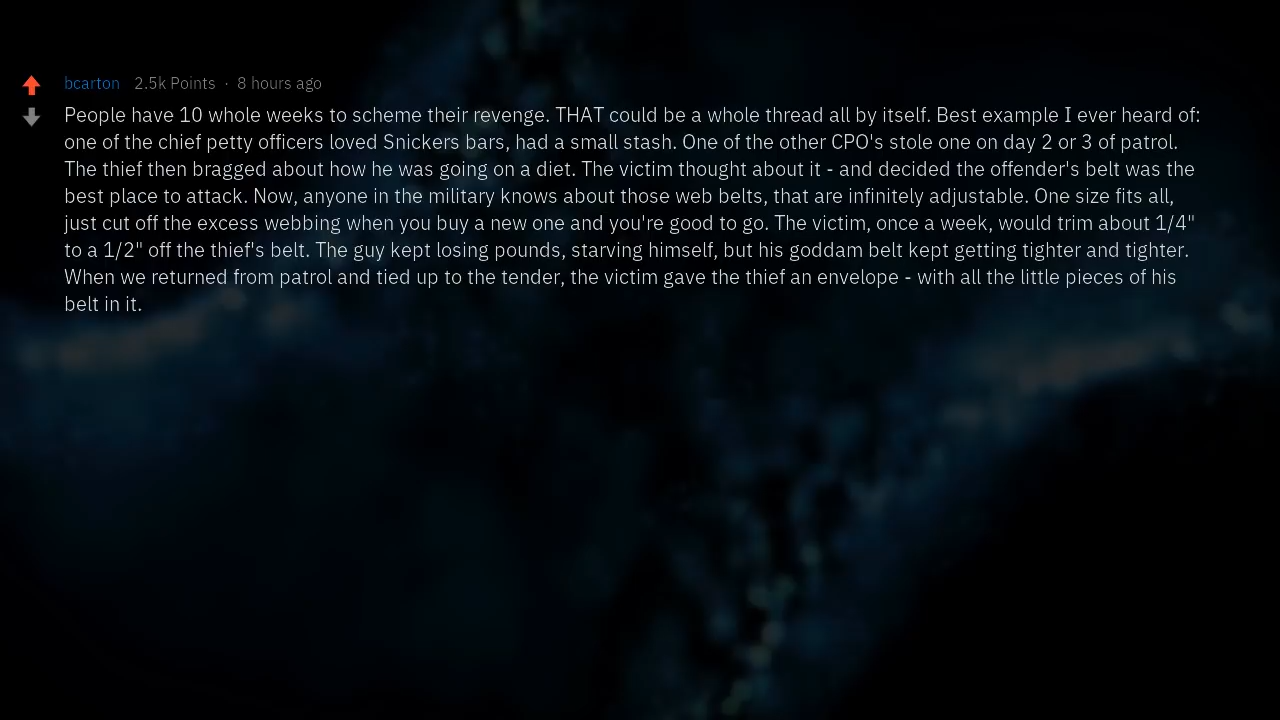 bcarton 2.5k Points · 8 hours ago
People have 10 whole weeks to scheme their revenge. THAT could be a whole thread all by itself. Best example I ever heard of:
one of the chief petty officers loved Snickers bars, had a small stash. One of the other CPO's stole one on day 2 or 3 of patrol.
The thief then bragged about how he was going on a diet. The victim thought about it - and decided the offender's belt was the
best place to attack. Now, anyone in the military knows about those web belts, that are infinitely adjustable. One size fits all,
just cut off the excess webbing when you buy a new one and you're good to go. The victim, once a week, would trim about 1/4"
to a 1/2" off the thief's belt. The guy kept losing pounds, starving himself, but his goddam belt kept getting tighter and tighter.
When we returned from patrol and tied up to the tender, the victim gave the thief an envelope - with all the little pieces of his
belt in it.